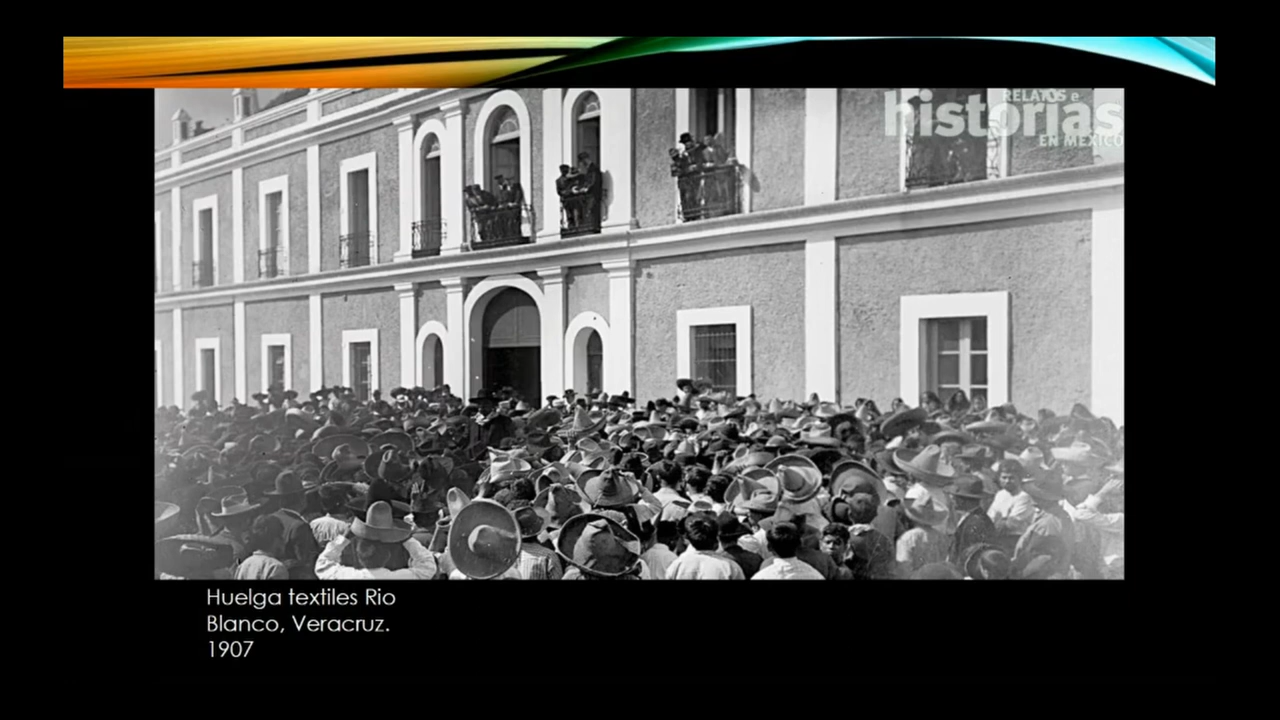 RELATOS e
historias
EN MÉXICO
Huelga textiles Rio
Blanco, Veracruz.
1907